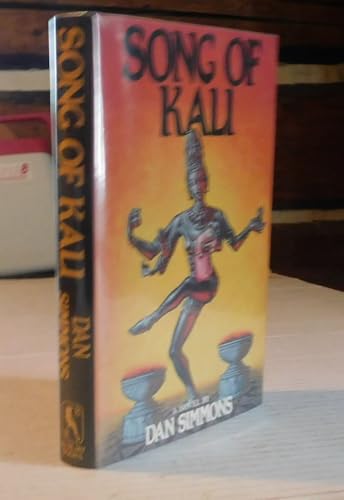 SONG OF KALI
DAN
SIMMONS
SONG OF
KALI
A NOVEL BY
DAN SIMMONS